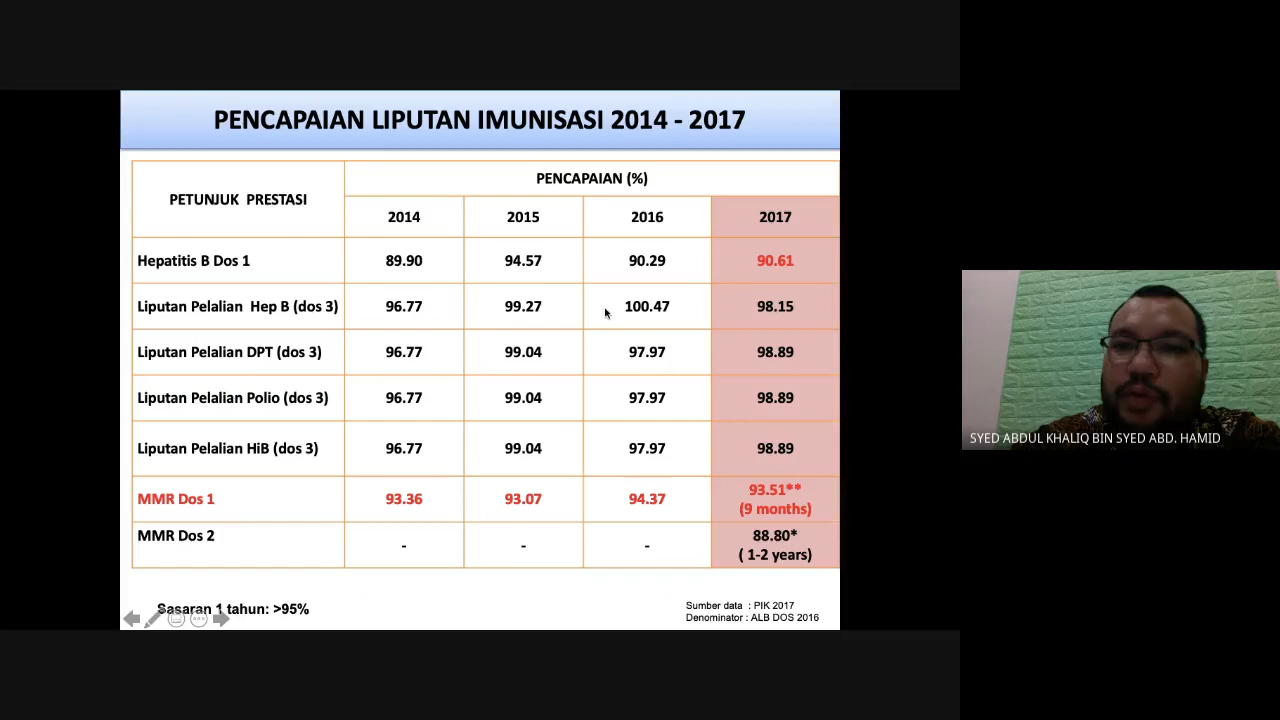 PENCAPAIAN LIPUTAN IMUNISASI 2014 - 2017
PETUNJUK PRESTASI
PENCAPAIAN (%)
2014 2015 2016 2017
Hepatitis B Dos 1 89.90 94.57 90.29 90.61
Liputan Pelalian Hep B (dos 3) 96.77 99.27 100.47 98.15
Liputan Pelalian DPT (dos 3) 96.77 99.04 97.97 98.89
Liputan Pelalian Polio (dos 3) 96.77 99.04 97.97 98.89
Liputan Pelalian HiB (dos 3) 96.77 99.04 97.97 98.89
MMR Dos 1 93.36 93.07 94.37 93.51**
(9 months)
MMR Dos 2 - - - 88.80*
( 1-2 years)
Sasaran 1 tahun: >95%
Sumber data : PIK 2017
Denominator : ALB DOS 2016
SYED ABDUL KHALIQ BIN SYED ABD. HAMID